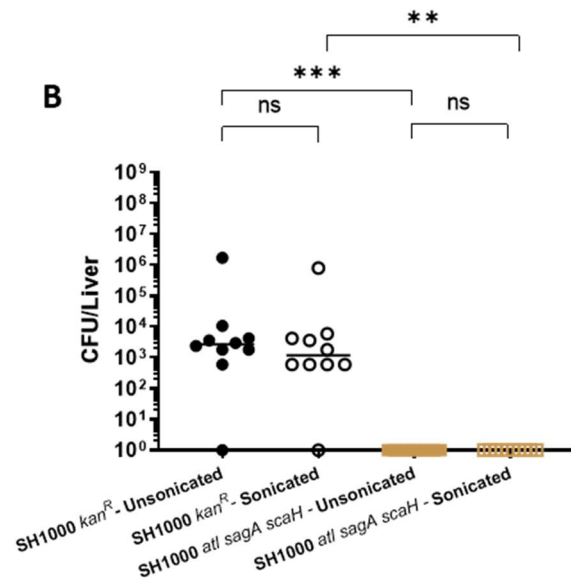 **
***
B
ns
ns
10⁹
10⁸
10⁷
10⁶
10⁵
10⁴
10³
10²
10¹
10⁰
CFU/Liver
SH1000 kanᴿ - Unsonicated
SH1000 kanᴿ - Sonicated
SH1000 atl sagA scaH - Unsonicated
SH1000 atl sagA scaH - Sonicated